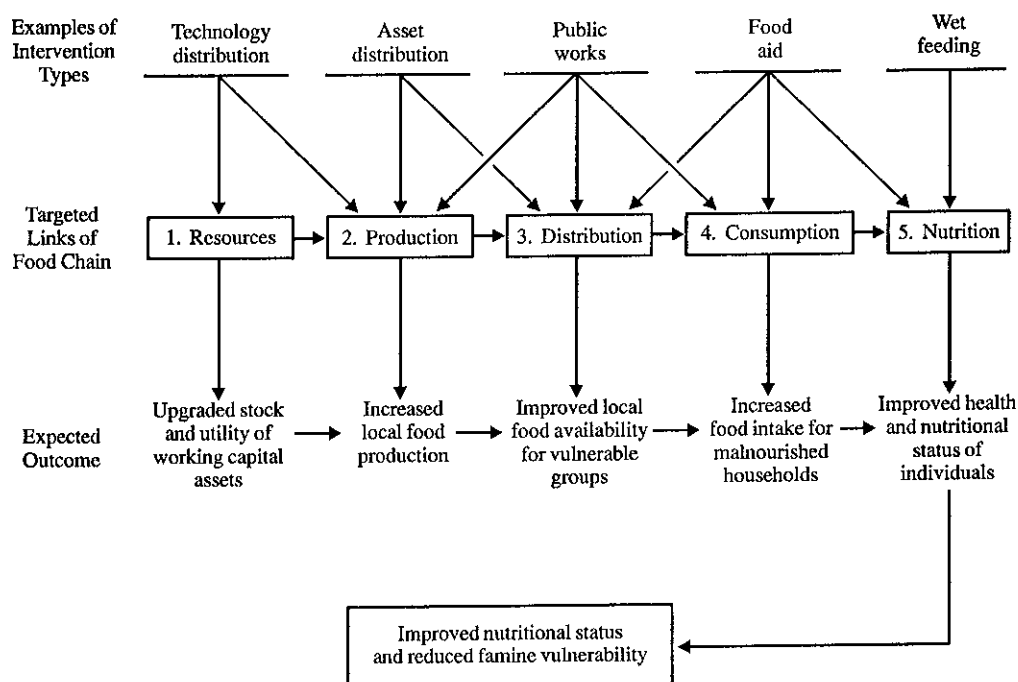 Examples of
Intervention
Types
Technology
distribution
Asset
distribution
Public
works
Food
aid
Wet
feeding
Targeted
Links of
Food Chain
1. Resources
2. Production
3. Distribution
4. Consumption
5. Nutrition
Expected
Outcome
Upgraded stock
and utility of
working capital
assets
Increased
local food
production
Improved local
food availability
for vulnerable
groups
Increased
food intake for
malnourished
households
Improved health
and nutritional
status of
individuals
Improved nutritional status
and reduced famine vulnerability